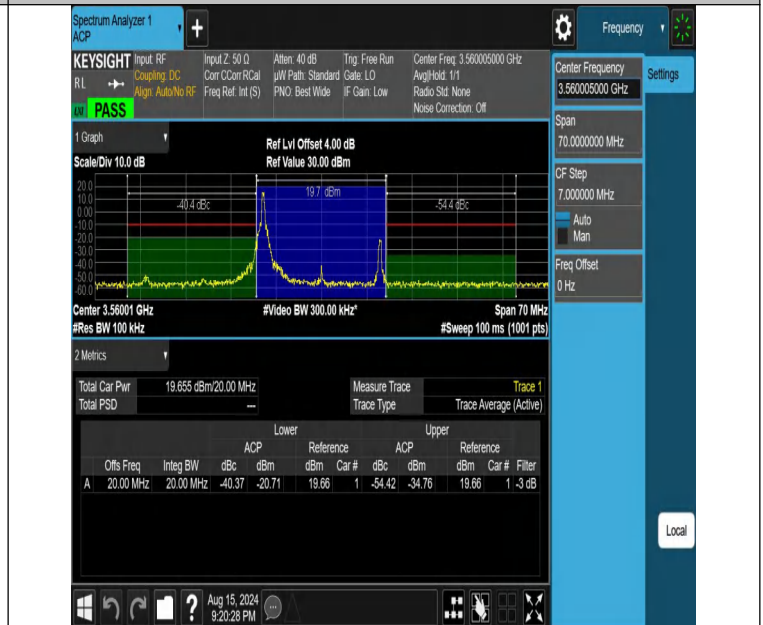 Spectrum Analyzer 1
ACP
+
Frequency
KEYSIGHT Input: RF Input Z: 50 Ω Atten: 40 dB Trig: Free Run Center Freq: 3.560005000 GHz
RL Coupling: DC Corr CCorr RCal µW Path: Standard Gate: LO Avg|Hold: 1/1
Align: Auto/No RF Freq Ref: Int (S) PNO: Best Wide IF Gain: Low Radio Std: None
PASS Noise Correction: Off
Center Frequency
3.560005000 GHz
Settings
Span
70.0000000 MHz
CF Step
7.000000 MHz
Auto
Man
Freq Offset
0 Hz
Local
1 Graph
Ref Lvl Offset 4.00 dB
Scale/Div 10.0 dB Ref Value 30.00 dBm
20.0
10.0
0.00
-10.0
-20.0
-30.0
-40.0
-50.0
-60.0
-40.4 dBc 19.7 dBm -54.4 dBc
Center 3.56001 GHz #Video BW 300.00 kHz* Span 70 MHz
#Res BW 100 kHz #Sweep 100 ms (1001 pts)
2 Metrics
Total Car Pwr 19.655 dBm/20.00 MHz Measure Trace Trace 1
Total PSD --- Trace Type Trace Average (Active)
Lower Upper
ACP Reference ACP Reference
Offs Freq Integ BW dBc dBm dBm Car # dBc dBm dBm Car # Filter
A 20.00 MHz 20.00 MHz -40.37 -20.71 19.66 1 -54.42 -34.76 19.66 1 -3 dB
? Aug 15, 2024
9:20:28 PM